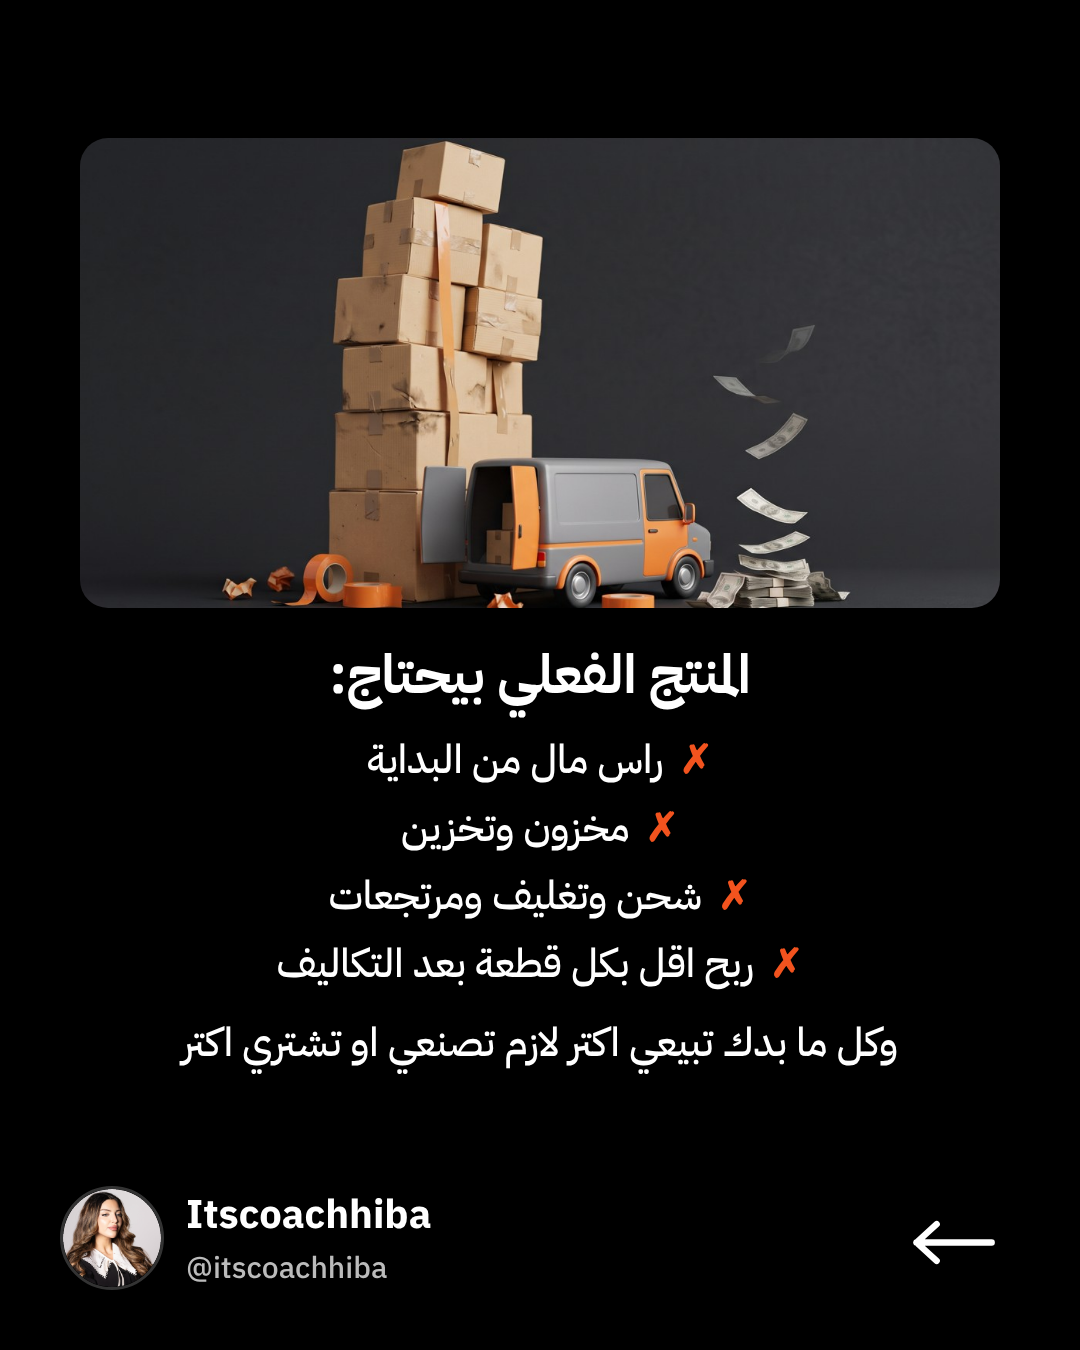 المنتج الفعلي بيحتاج:
✗ راس مال من البداية
✗ مخزون وتخزين
✗ شحن وتغليف ومرتجعات
✗ ربح اقل بكل قطعة بعد التكاليف
وكل ما بدك تبيعي اكتر لازم تصنعي او تشتري اكتر
Itscoachhiba
@itscoachhiba